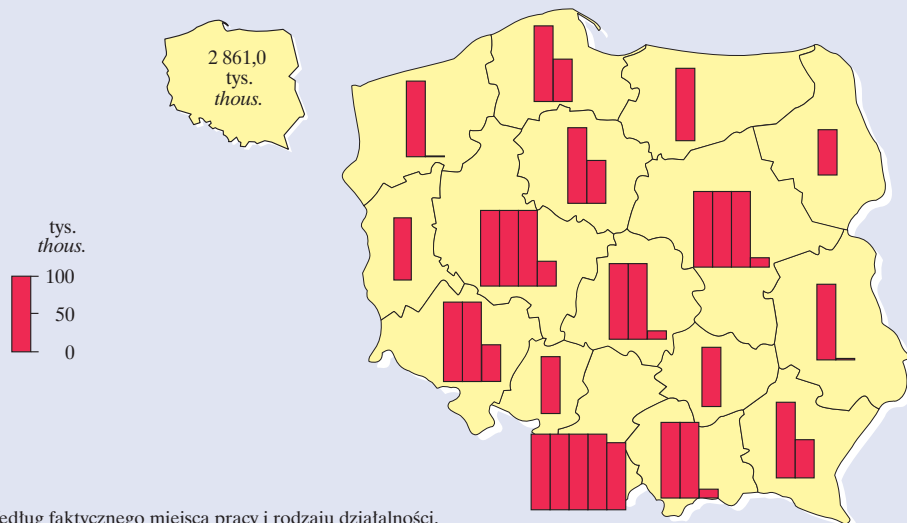 2 861,0
tys.
thous.
tys.
thous.
100
50
0
według faktycznego miejsca pracy i rodzaju działalności.